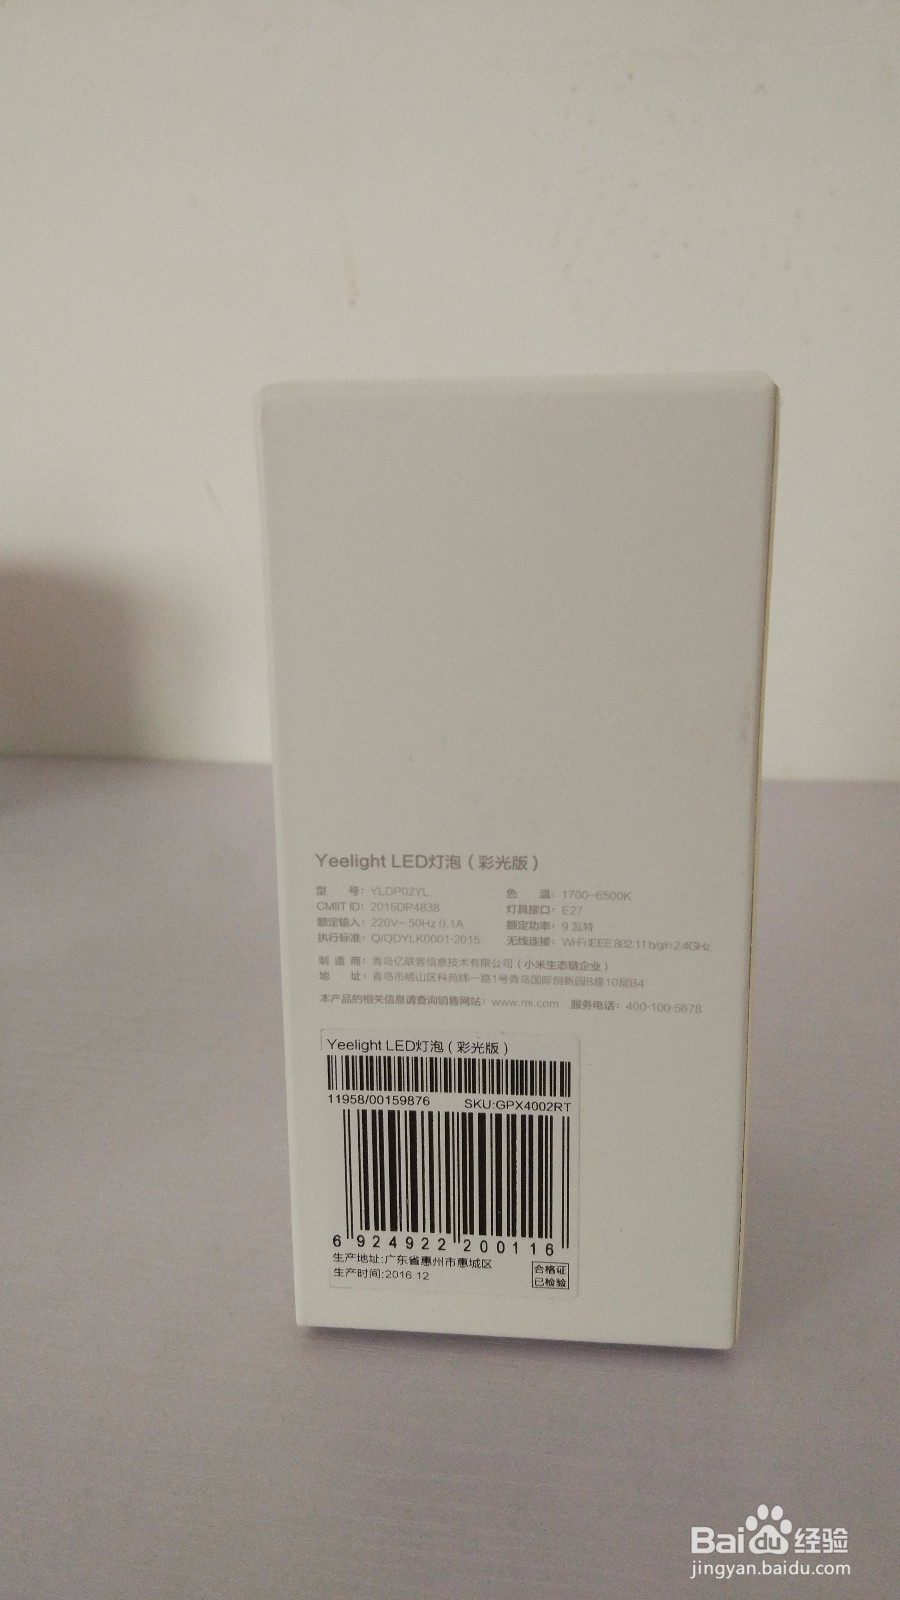 Yeelight LED灯泡（彩光版）
型 号：YLDP02YL 色 温：1700-6500K
CMIIT ID：2015DP4838 灯具接口：E27
额定输入：220V~ 50Hz 0.1A 额定功率：9 瓦特
执行标准：Q/QDYLK0001-2015 无线连接：Wi-Fi IEEE 802.11 b/g/n 2.4GHz
制 造 商：青岛亿联客信息技术有限公司（小米生态链企业）
地 址：青岛市崂山区科苑纬一路1号青岛国际创新园B座10层B4
本产品的相关信息请查询销售网站：www.mi.com 服务电话：400-100-5678
Yeelight LED灯泡（彩光版）
11958/00159876 SKU:GPX4002RT
6 924922 200116
生产地址:广东省惠州市惠城区
生产时间:2016.12
合格证
已检验
Baidu经验
jingyan.baidu.com